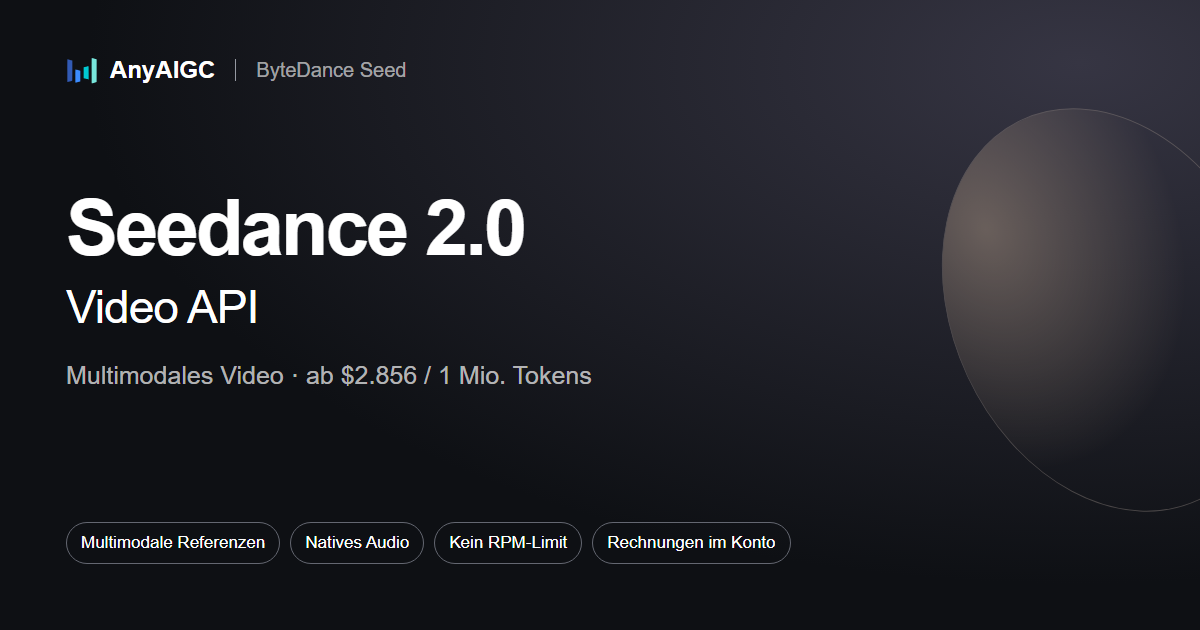 AnyAIGC | ByteDance Seed
Seedance 2.0
Video API
Multimodales Video · ab $2.856 / 1 Mio. Tokens
Multimodale Referenzen Natives Audio Kein RPM-Limit Rechnungen im Konto